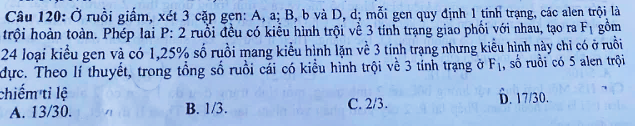 Câu 120: Ở ruồi giấm, xét 3 cặp gen: A, a; B, b và D, d; mỗi gen quy định 1 tính trạng, các alen trội là
trội hoàn toàn. Phép lai P: 2 ruồi đều có kiểu hình trội về 3 tính trạng giao phối với nhau, tạo ra F₁ gồm
24 loại kiểu gen và có 1,25% số ruồi mang kiểu hình lặn về 3 tính trạng nhưng kiểu hình này chỉ có ở ruồi
đực. Theo lí thuyết, trong tổng số ruồi cái có kiểu hình trội về 3 tính trạng ở F₁, số ruồi có 5 alen trội
chiếm tỉ lệ
A. 13/30. B. 1/3. C. 2/3. D. 17/30.